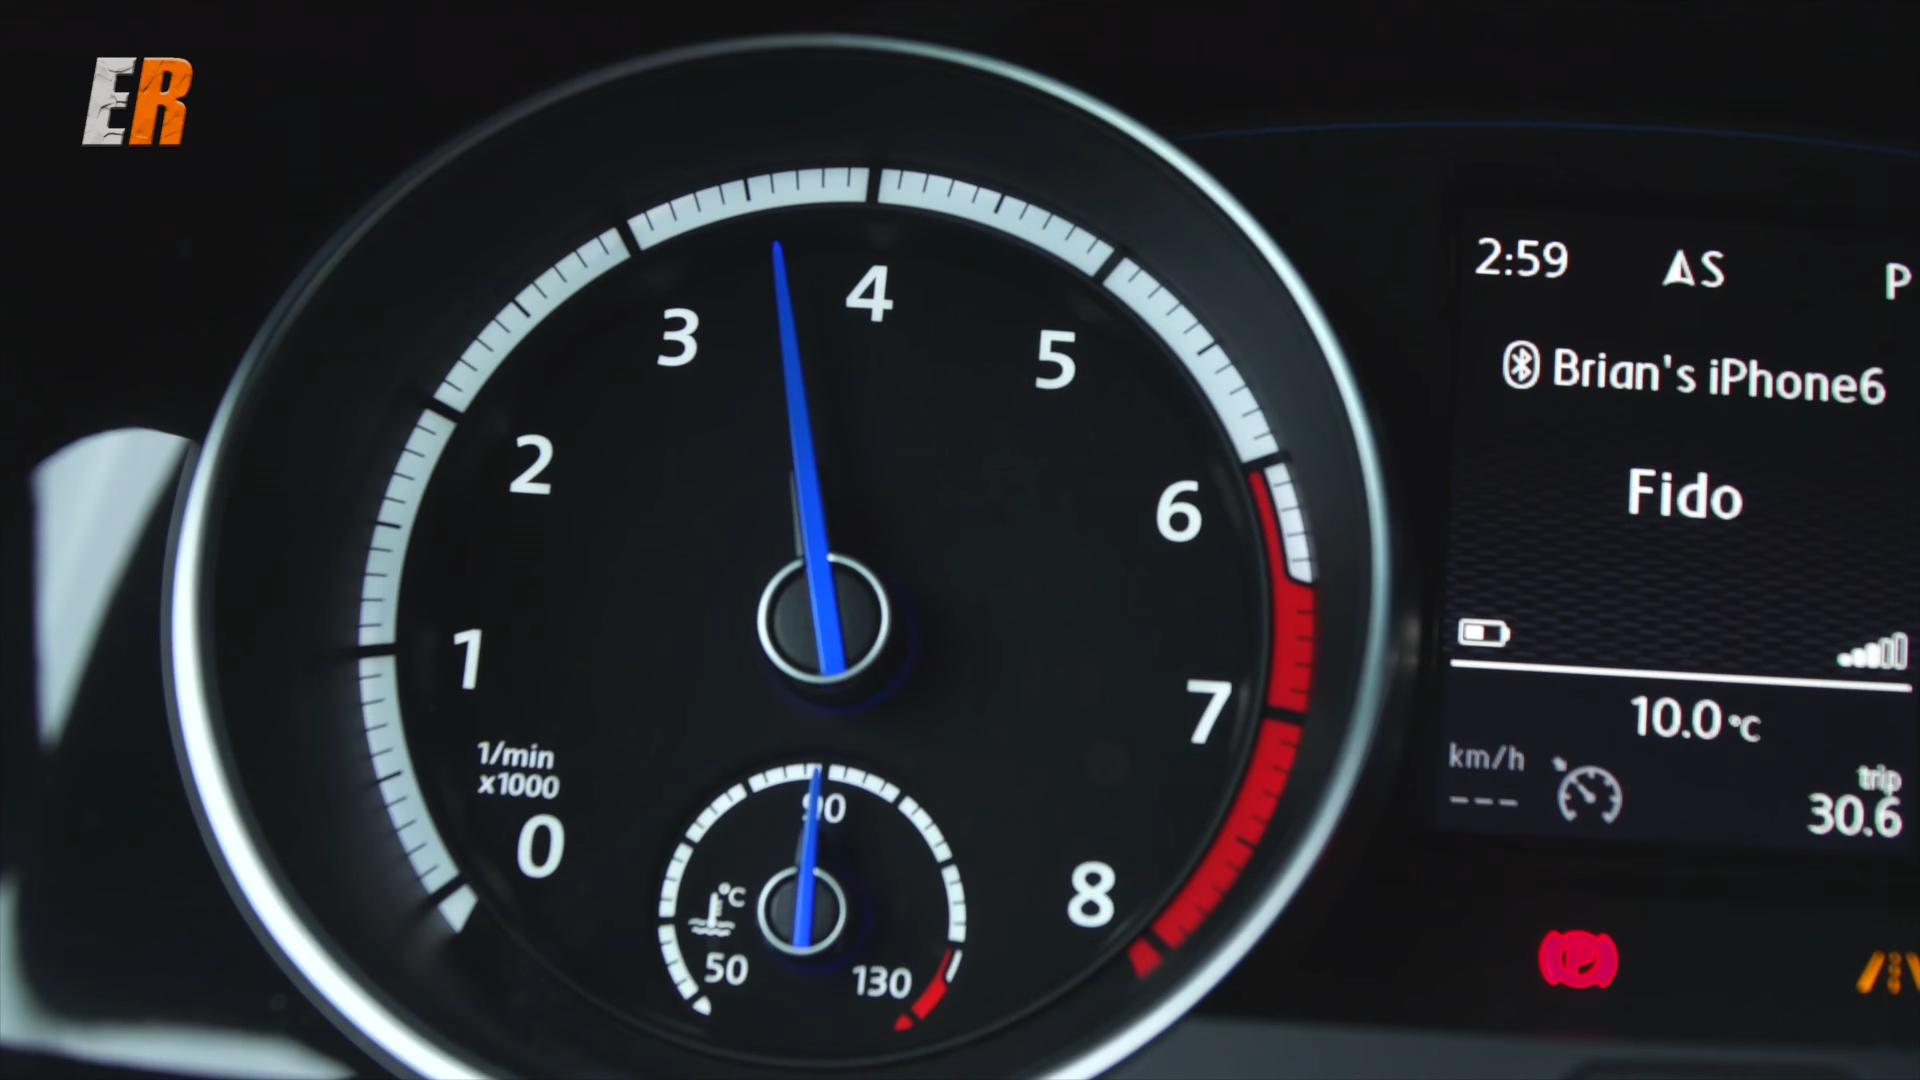 ER
2:59
S
P
Brian's iPhone6
Fido
10.0 °C
km/h
---
trip
30.6
0
1
2
3
4
5
6
7
8
1/min
x1000
90
°C
50
130
P